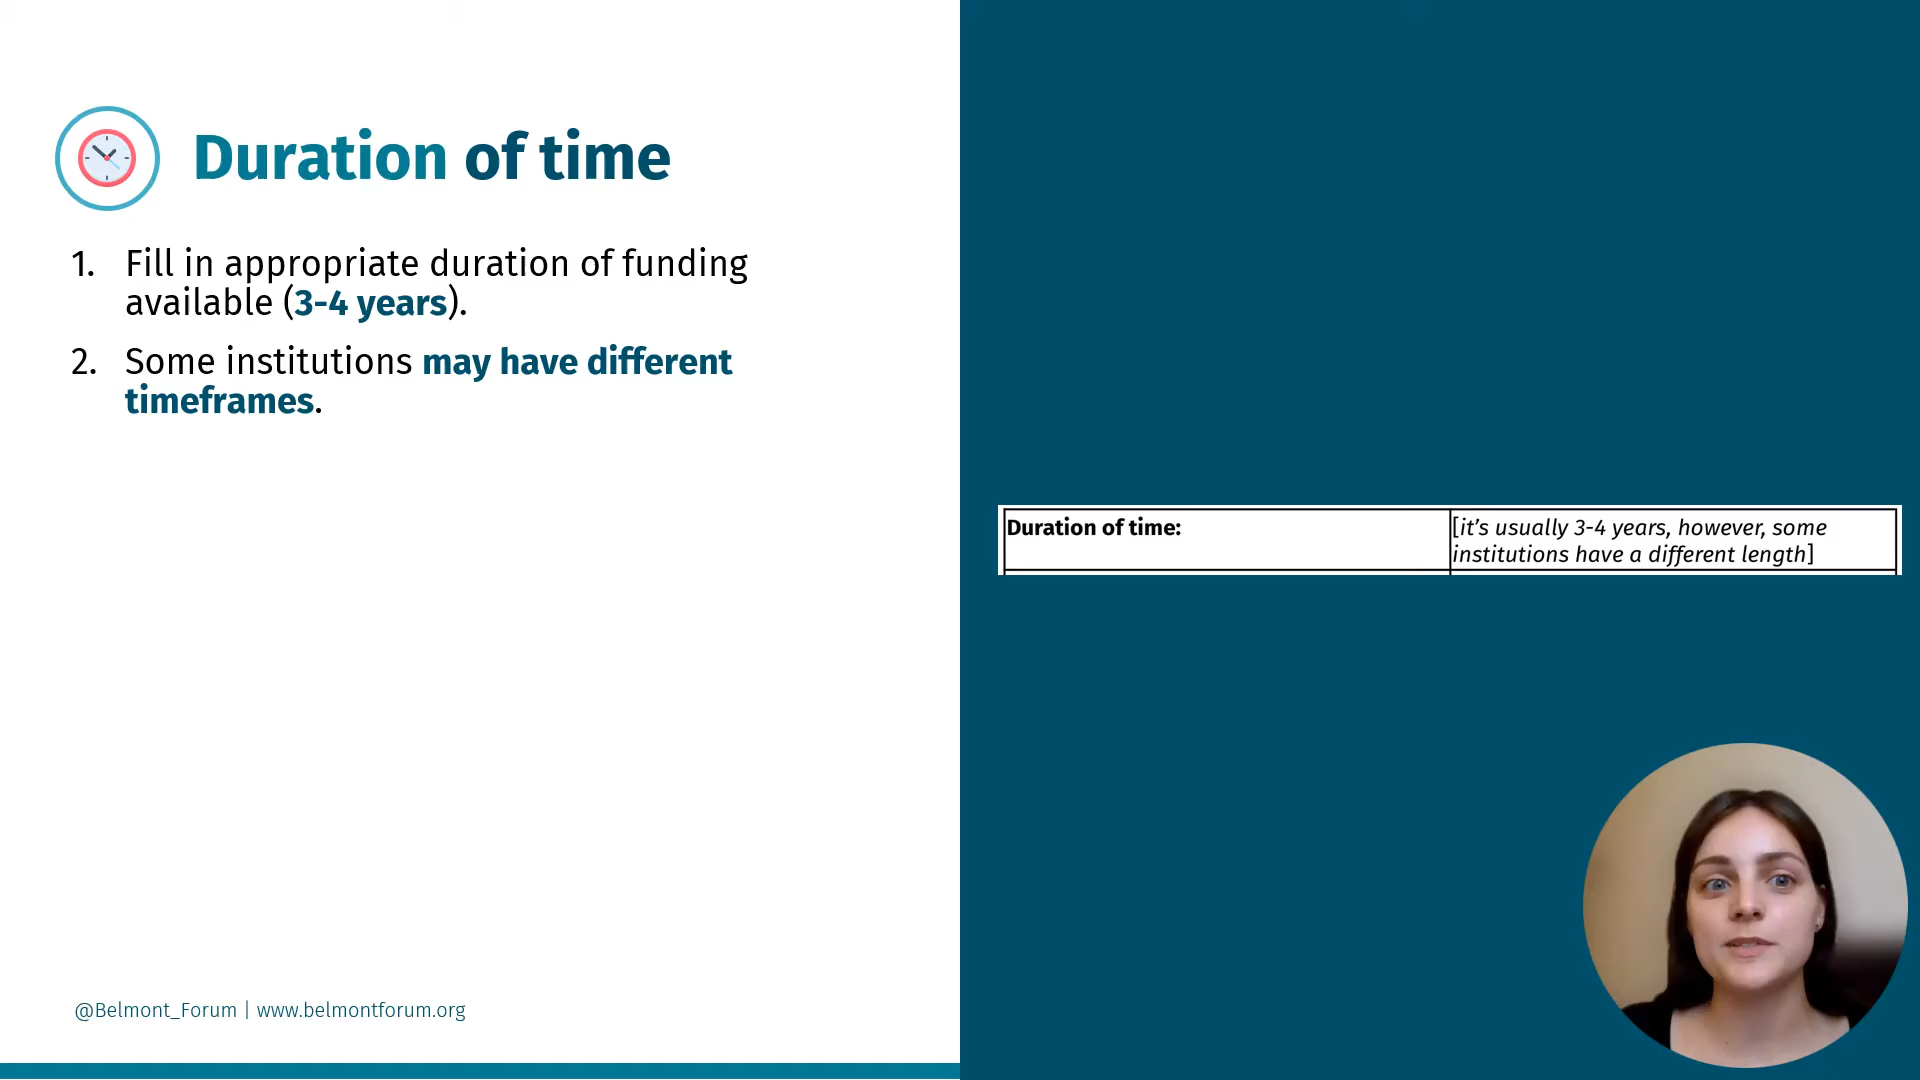 Duration of time
1. Fill in appropriate duration of funding
available (3-4 years).
2. Some institutions may have different
timeframes.
Duration of time:
[it’s usually 3-4 years, however, some
institutions have a different length]
@Belmont_Forum | www.belmontforum.org